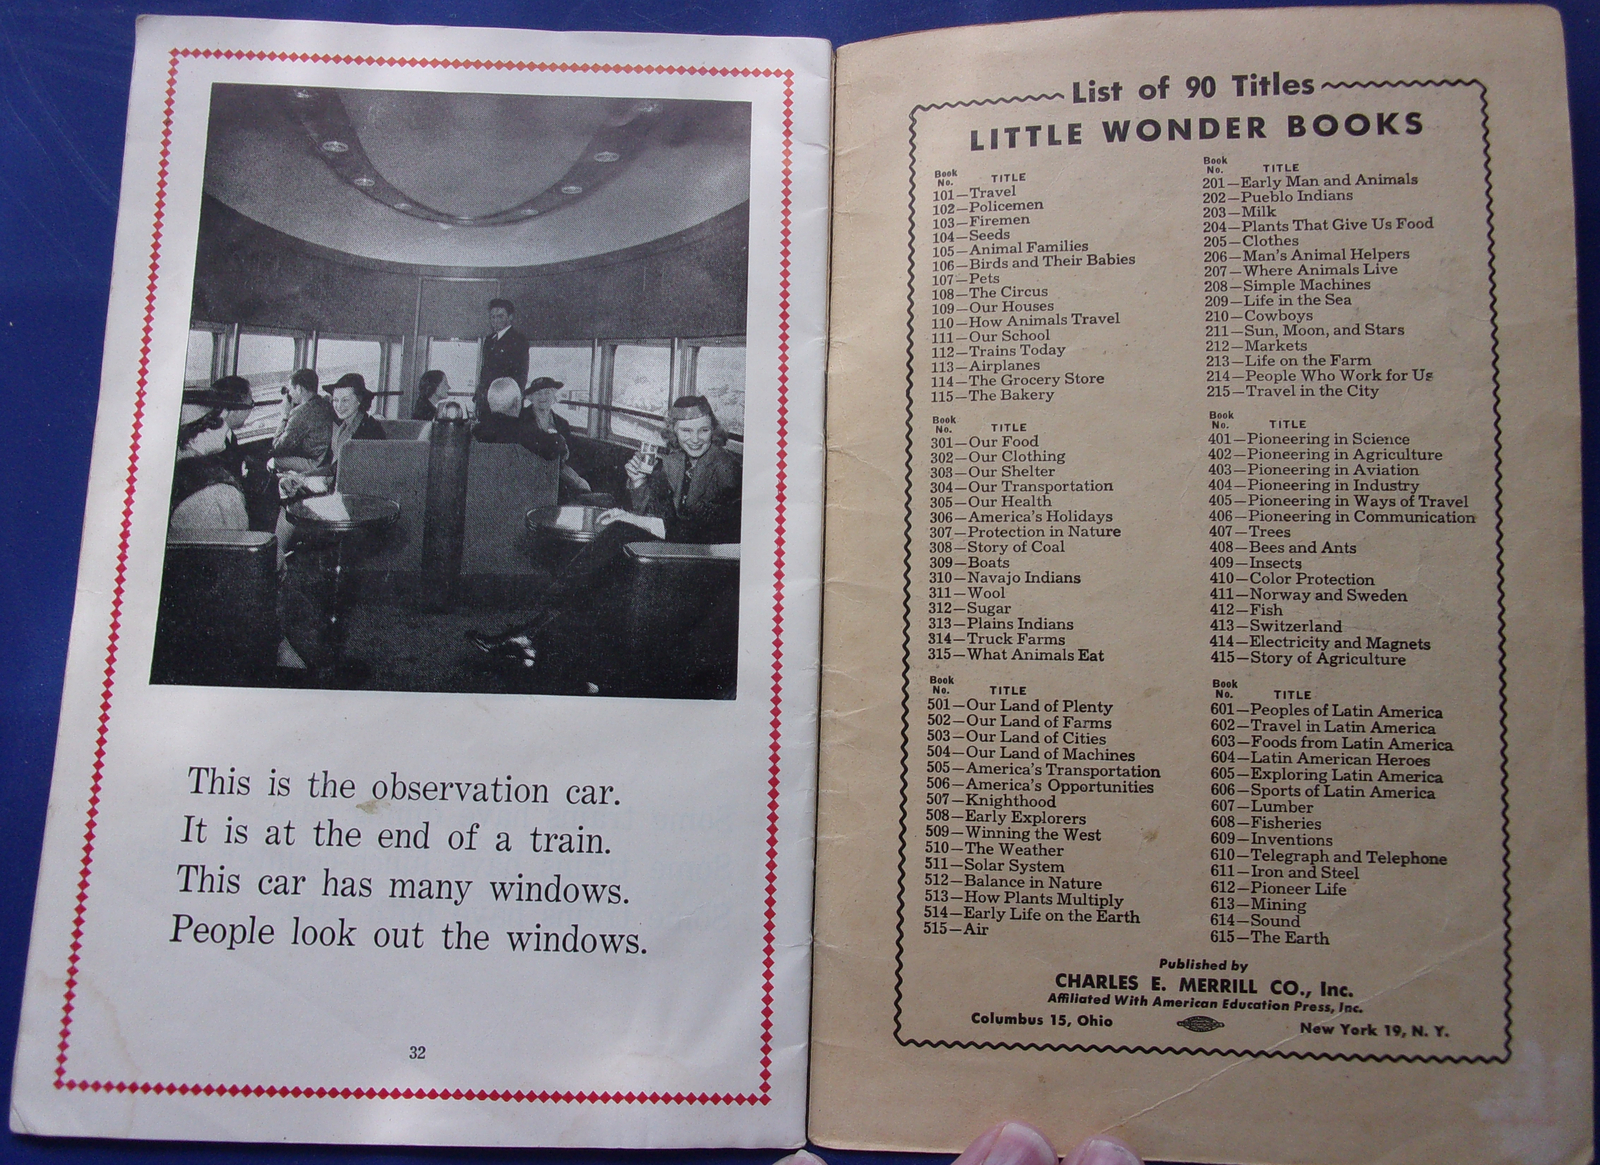 This is the observation car.
It is at the end of a train.
This car has many windows.
People look out the windows.
32
List of 90 Titles
LITTLE WONDER BOOKS
Book
No. TITLE
101—Travel
102—Policemen
103—Firemen
104—Seeds
105—Animal Families
106—Birds and Their Babies
107—Pets
108—The Circus
109—Our Houses
110—How Animals Travel
111—Our School
112—Trains Today
113—Airplanes
114—The Grocery Store
115—The Bakery
Book
No. TITLE
201—Early Man and Animals
202—Pueblo Indians
203—Milk
204—Plants That Give Us Food
205—Clothes
206—Man's Animal Helpers
207—Where Animals Live
208—Simple Machines
209—Life in the Sea
210—Cowboys
211—Sun, Moon, and Stars
212—Markets
213—Life on the Farm
214—People Who Work for Us
215—Travel in the City
Book
No. TITLE
301—Our Food
302—Our Clothing
303—Our Shelter
304—Our Transportation
305—Our Health
306—America's Holidays
307—Protection in Nature
308—Story of Coal
309—Boats
310—Navajo Indians
311—Wool
312—Sugar
313—Plains Indians
314—Truck Farms
315—What Animals Eat
Book
No. TITLE
401—Pioneering in Science
402—Pioneering in Agriculture
403—Pioneering in Aviation
404—Pioneering in Industry
405—Pioneering in Ways of Travel
406—Pioneering in Communication
407—Trees
408—Bees and Ants
409—Insects
410—Color Protection
411—Norway and Sweden
412—Fish
413—Switzerland
414—Electricity and Magnets
415—Story of Agriculture
Book
No. TITLE
501—Our Land of Plenty
502—Our Land of Farms
503—Our Land of Cities
504—Our Land of Machines
505—America's Transportation
506—America's Opportunities
507—Knighthood
508—Early Explorers
509—Winning the West
510—The Weather
511—Solar System
512—Balance in Nature
513—How Plants Multiply
514—Early Life on the Earth
515—Air
Book
No. TITLE
601—Peoples of Latin America
602—Travel in Latin America
603—Foods from Latin America
604—Latin American Heroes
605—Exploring Latin America
606—Sports of Latin America
607—Lumber
608—Fisheries
609—Inventions
610—Telegraph and Telephone
611—Iron and Steel
612—Pioneer Life
613—Mining
614—Sound
615—The Earth
Published by
CHARLES E. MERRILL CO., Inc.
Affiliated With American Education Press, Inc.
Columbus 15, Ohio New York 19, N. Y.